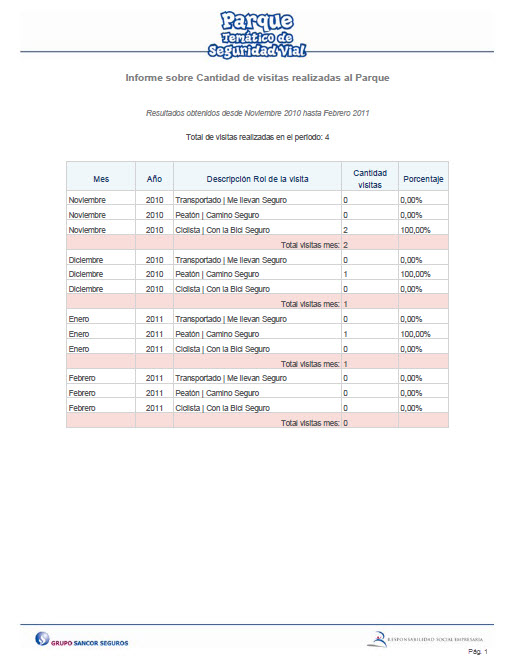 Parque
Temático de
Seguridad Vial
Informe sobre Cantidad de visitas realizadas al Parque
Resultados obtenidos desde Noviembre 2010 hasta Febrero 2011
Total de visitas realizadas en el periodo: 4
Mes Año Descripción Rol de la visita Cantidad visitas Porcentaje
Noviembre 2010 Transportado | Me llevan Seguro 0 0,00%
Noviembre 2010 Peatón | Camino Seguro 0 0,00%
Noviembre 2010 Ciclista | Con la Bici Seguro 2 100,00%
Total visitas mes: 2
Diciembre 2010 Transportado | Me llevan Seguro 0 0,00%
Diciembre 2010 Peatón | Camino Seguro 1 100,00%
Diciembre 2010 Ciclista | Con la Bici Seguro 0 0,00%
Total visitas mes: 1
Enero 2011 Transportado | Me llevan Seguro 0 0,00%
Enero 2011 Peatón | Camino Seguro 1 100,00%
Enero 2011 Ciclista | Con la Bici Seguro 0 0,00%
Total visitas mes: 1
Febrero 2011 Transportado | Me llevan Seguro 0 0,00%
Febrero 2011 Peatón | Camino Seguro 0 0,00%
Febrero 2011 Ciclista | Con la Bici Seguro 0 0,00%
Total visitas mes: 0
GRUPO SANCOR SEGUROS
RESPONSABILIDAD SOCIAL EMPRESARIA
Pág. 1